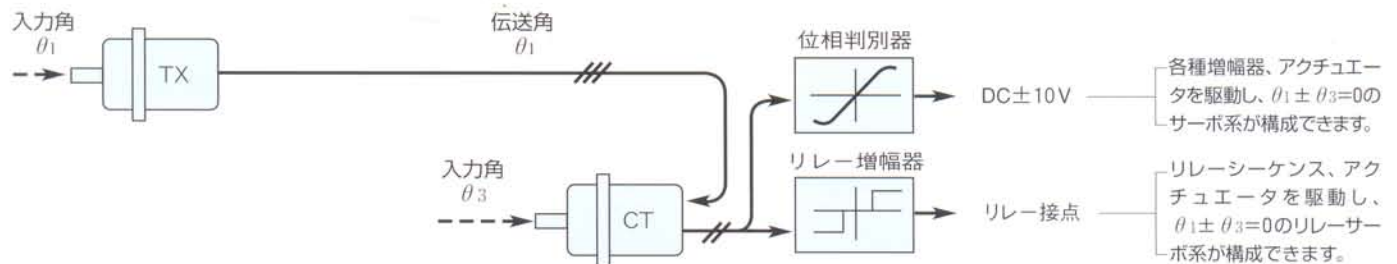 入力角
θ1
TX
伝送角
θ1
入力角
θ3
CT
位相判別器
DC±10V
各種増幅器、アクチュエー
タを駆動し、θ1±θ3=0の
サーボ系が構成できます。
リレー増幅器
リレー接点
リレーシーケンス、アク
チュエータを駆動し、
θ1±θ3=0のリレーサー
ボ系が構成できます。